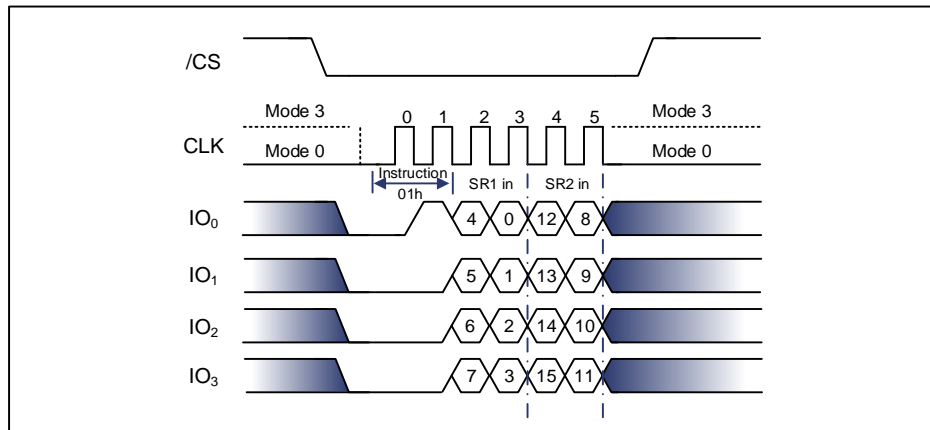 /CS
Mode 3
0 1 2 3 4 5
Mode 3
CLK
Mode 0
Mode 0
Instruction
01h
SR1 in
SR2 in
IO0
4 0 12 8
IO1
5 1 13 9
IO2
6 2 14 10
IO3
7 3 15 11